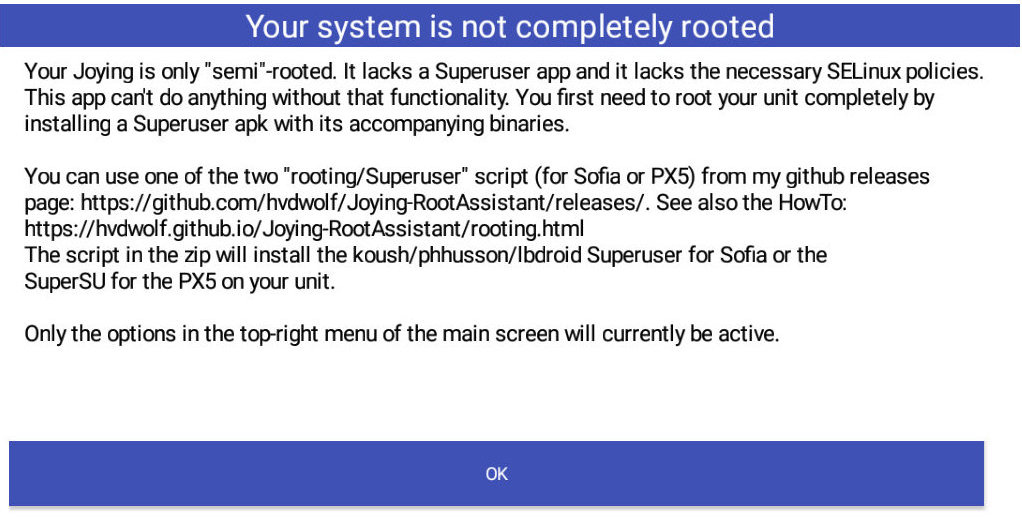 Your system is not completely rooted
Your Joying is only "semi"-rooted. It lacks a Superuser app and it lacks the necessary SELinux policies.
This app can't do anything without that functionality. You first need to root your unit completely by
installing a Superuser apk with its accompanying binaries.
You can use one of the two "rooting/Superuser" script (for Sofia or PX5) from my github releases
page: https://github.com/hvdwolf/Joying-RootAssistant/releases/. See also the HowTo:
https://hvdwolf.github.io/Joying-RootAssistant/rooting.html
The script in the zip will install the koush/phhusson/lbdroid Superuser for Sofia or the
SuperSU for the PX5 on your unit.
Only the options in the top-right menu of the main screen will currently be active.
OK